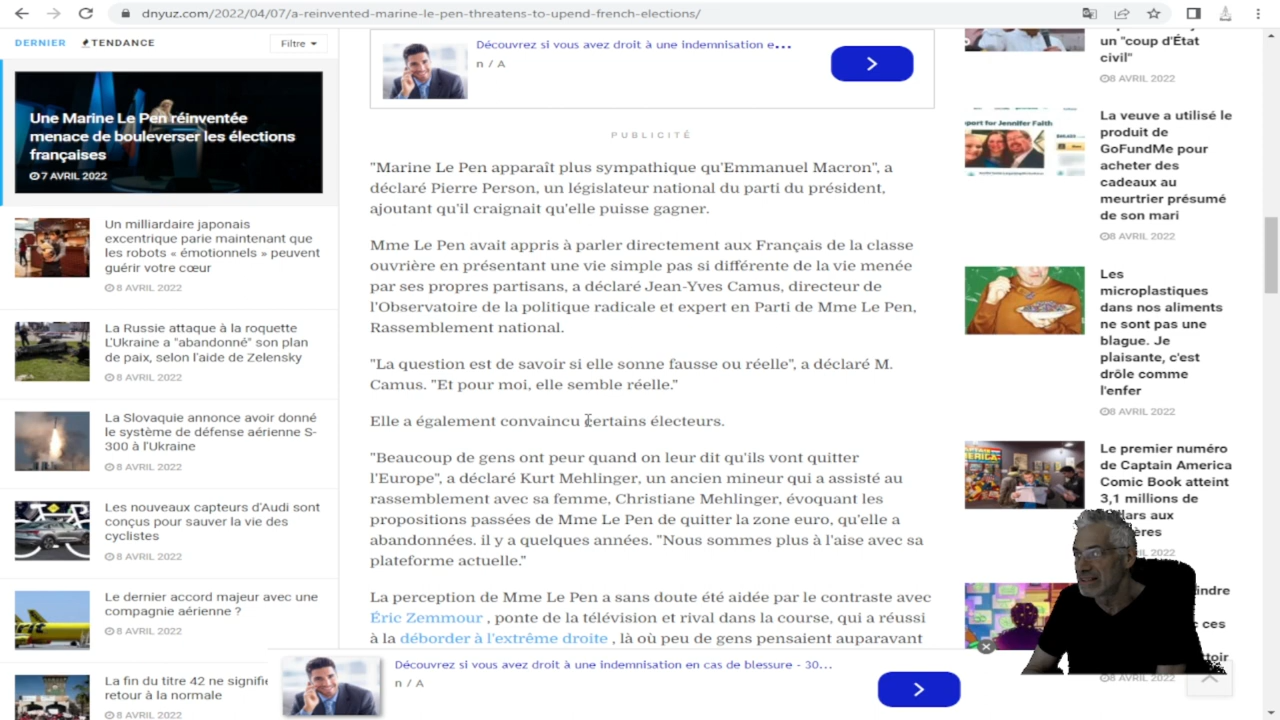 dnyuz.com/2022/04/07/a-reinvented-marine-le-pen-threatens-to-upend-french-elections/
DERNIER
TENDANCE
Filtre
Une Marine Le Pen réinventée
menace de bouleverser les élections
françaises
7 AVRIL 2022
Un milliardaire japonais
excentrique parie maintenant que
les robots « émotionnels » peuvent
guérir votre cœur
8 AVRIL 2022
La Russie attaque à la roquette
L'Ukraine a "abandonné" son plan
de paix, selon l'aide de Zelensky
8 AVRIL 2022
La Slovaquie annonce avoir donné
le système de défense aérienne S-
300 à l'Ukraine
8 AVRIL 2022
Les nouveaux capteurs d'Audi sont
conçus pour sauver la vie des
cyclistes
8 AVRIL 2022
Le dernier accord majeur avec une
compagnie aérienne ?
8 AVRIL 2022
La fin du titre 42 ne signifie
retour à la normale
8 AVRIL 2022
Découvrez si vous avez droit à une indemnisation e...
n / A
PUBLICITÉ
"Marine Le Pen apparaît plus sympathique qu'Emmanuel Macron", a
déclaré Pierre Person, un législateur national du parti du président,
ajoutant qu'il craignait qu'elle puisse gagner.
Mme Le Pen avait appris à parler directement aux Français de la classe
ouvrière en présentant une vie simple pas si différente de la vie menée
par ses propres partisans, a déclaré Jean-Yves Camus, directeur de
l'Observatoire de la politique radicale et expert en Parti de Mme Le Pen,
Rassemblement national.
"La question est de savoir si elle sonne fausse ou réelle", a déclaré M.
Camus. "Et pour moi, elle semble réelle."
Elle a également convaincu certains électeurs.
"Beaucoup de gens ont peur quand on leur dit qu'ils vont quitter
l'Europe", a déclaré Kurt Mehlinger, un ancien mineur qui a assisté au
rassemblement avec sa femme, Christiane Mehlinger, évoquant les
propositions passées de Mme Le Pen de quitter la zone euro, qu'elle a
abandonnées. il y a quelques années. "Nous sommes plus à l'aise avec sa
plateforme actuelle."
La perception de Mme Le Pen a sans doute été aidée par le contraste avec
Éric Zemmour , ponte de la télévision et rival dans la course, qui a réussi
à la déborder à l'extrême droite , là où peu de gens pensaient auparavant
Découvrez si vous avez droit à une indemnisation en cas de blessure - 30...
n / A
un "coup d'État
civil"
8 AVRIL 2022
port for Jennifer Faith
La veuve a utilisé le
produit de
GoFundMe pour
acheter des
cadeaux au
meurtrier présumé
de son mari
8 AVRIL 2022
Les
microplastiques
dans nos aliments
ne sont pas une
blague. Je
plaisante, c'est
drôle comme
l'enfer
8 AVRIL 2022
Le premier numéro
de Captain America
Comic Book atteint
3,1 millions de
aux
2022
ces
8 AVRIL 2022